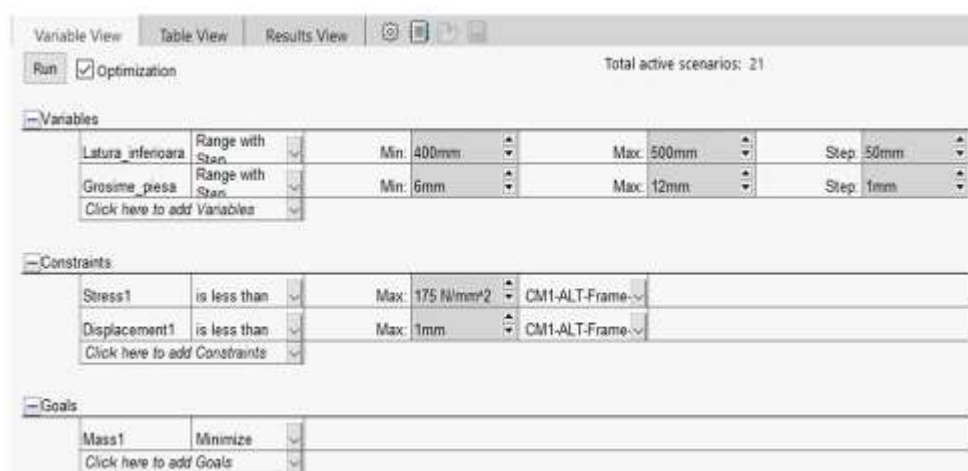 Variable View Table View Results View
Run Optimization Total active scenarios: 21
Variables
Latura_inferioara Range with Step Min: 400mm Max: 500mm Step: 50mm
Grosime_piesa Range with Step Min: 6mm Max: 12mm Step: 1mm
Click here to add Variables
Constraints
Stress1 is less than Max: 175 N/mm^2 CM1-ALT-Frame-
Displacement1 is less than Max: 1mm CM1-ALT-Frame-
Click here to add Constraints
Goals
Mass1 Minimize
Click here to add Goals